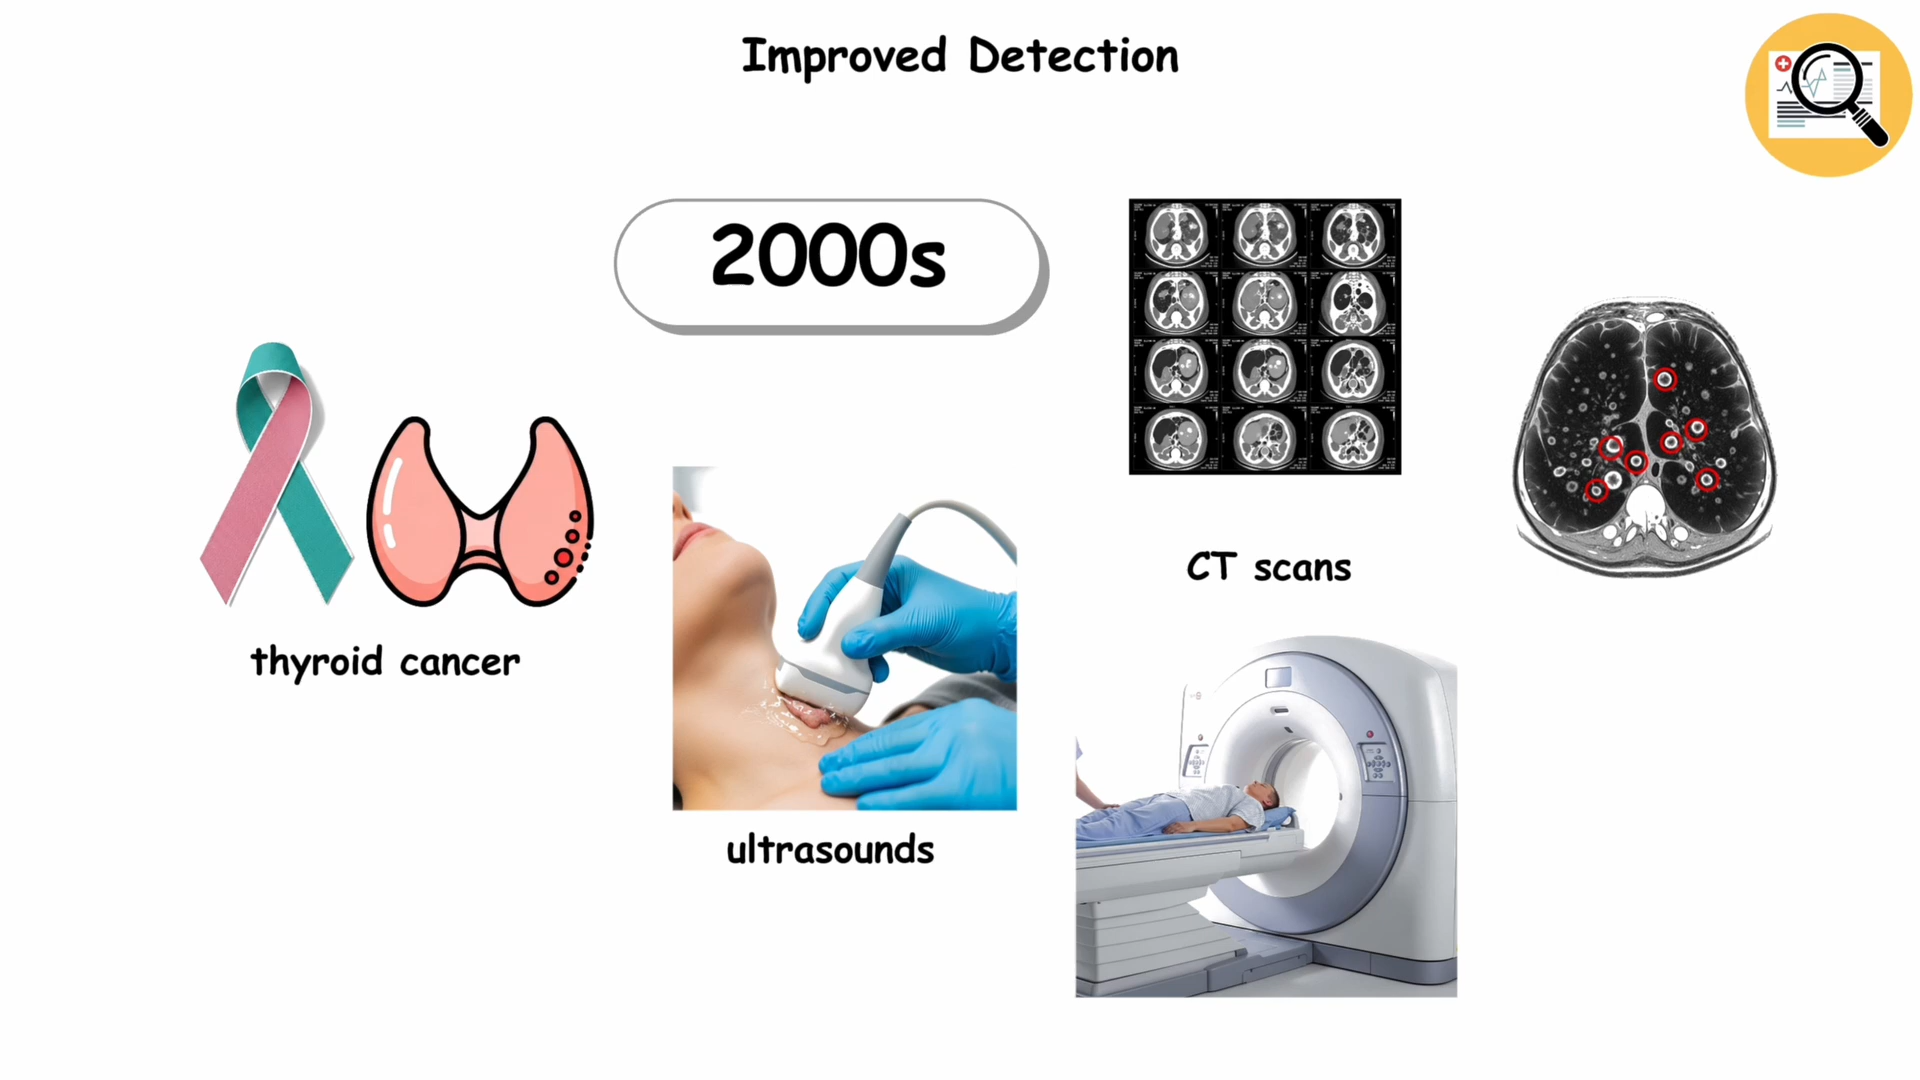 Improved Detection
2000s
thyroid cancer
ultrasounds
CT scans